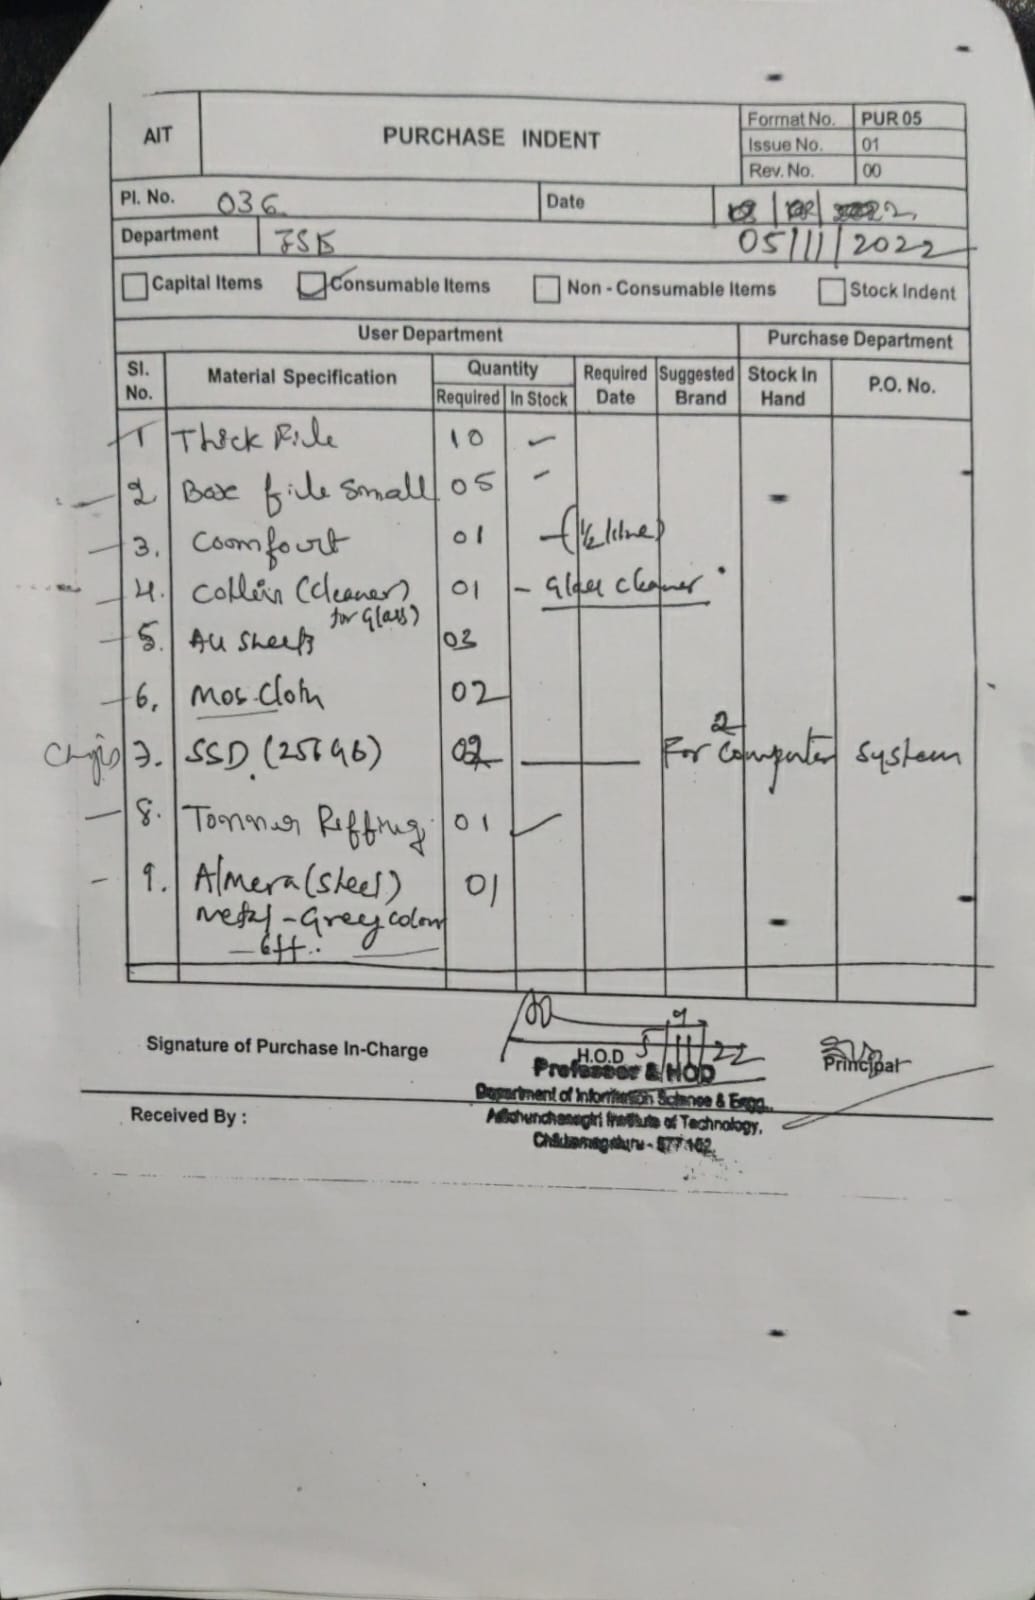 AIT
PURCHASE INDENT
Format No. PUR 05
Issue No. 01
Rev. No. 00
PI. No. 036
Date
Department ISE 05/11/2022
Capital Items Consumable Items Non - Consumable Items Stock Indent
User Department Purchase Department
Sl. No. Material Specification Quantity Required In Stock Required Date Suggested Brand Stock In Hand P.O. No.
1 Thick File 10
2 Box file small 05
3. Coomfourt 01 - (1/2 litre)
4. Collin (cleaner) 01 - Glass cleaner
for Glass)
5. sheets 03
6. Mos-Cloth 02
7. SSD (256 Gb) 02 For 2 Computer System
8. Tonner Reffing 01
9. Almera (Steel) 01
Metal - Grey colour
6ft.
Signature of Purchase In-Charge
H.O.D 5/11/22
Principal
Professor & HOD
Department of Information Science & Engg.,
Received By :
Adichunchanagiri Institute of Technology,
Chikkamagaluru - 577 102.